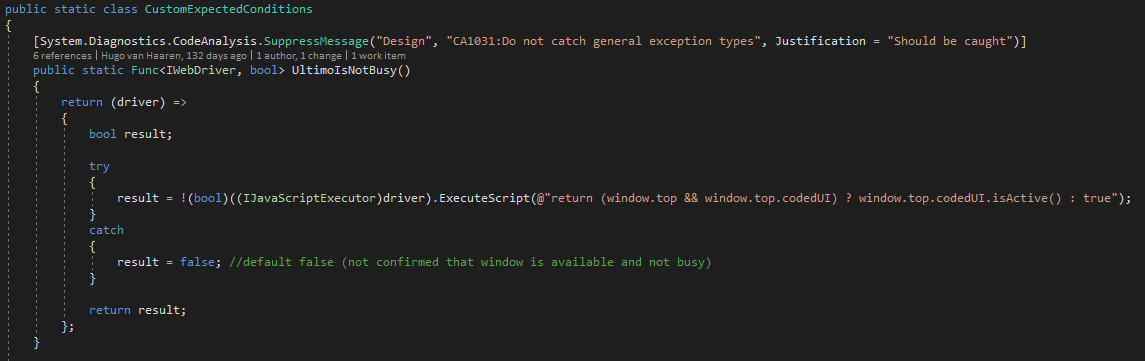 public static class CustomExpectedConditions
{
[System.Diagnostics.CodeAnalysis.SuppressMessage("Design", "CA1031:Do not catch general exception types", Justification = "Should be caught")]
6 references | Hugo van Haaren, 132 days ago | 1 author, 1 change | 1 work item
public static Func<IWebDriver, bool> UltimoIsNotBusy()
{
return (driver) =>
{
bool result;
try
{
result = !(bool)((IJavaScriptExecutor)driver).ExecuteScript(@"return (window.top && window.top.codedUI) ? window.top.codedUI.isActive() : true");
}
catch
{
result = false; //default false (not confirmed that window is available and not busy)
}
return result;
};
}